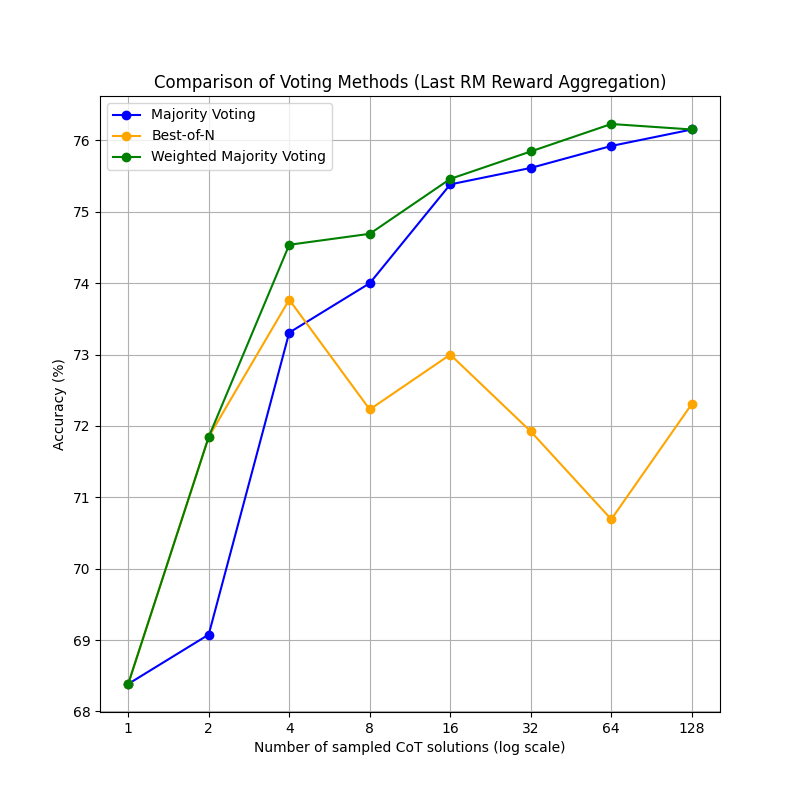 Comparison of Voting Methods (Last RM Reward Aggregation)
Majority Voting
Best-of-N
Weighted Majority Voting
Accuracy (%)
76
75
74
73
72
71
70
69
68
1 2 4 8 16 32 64 128
Number of sampled CoT solutions (log scale)